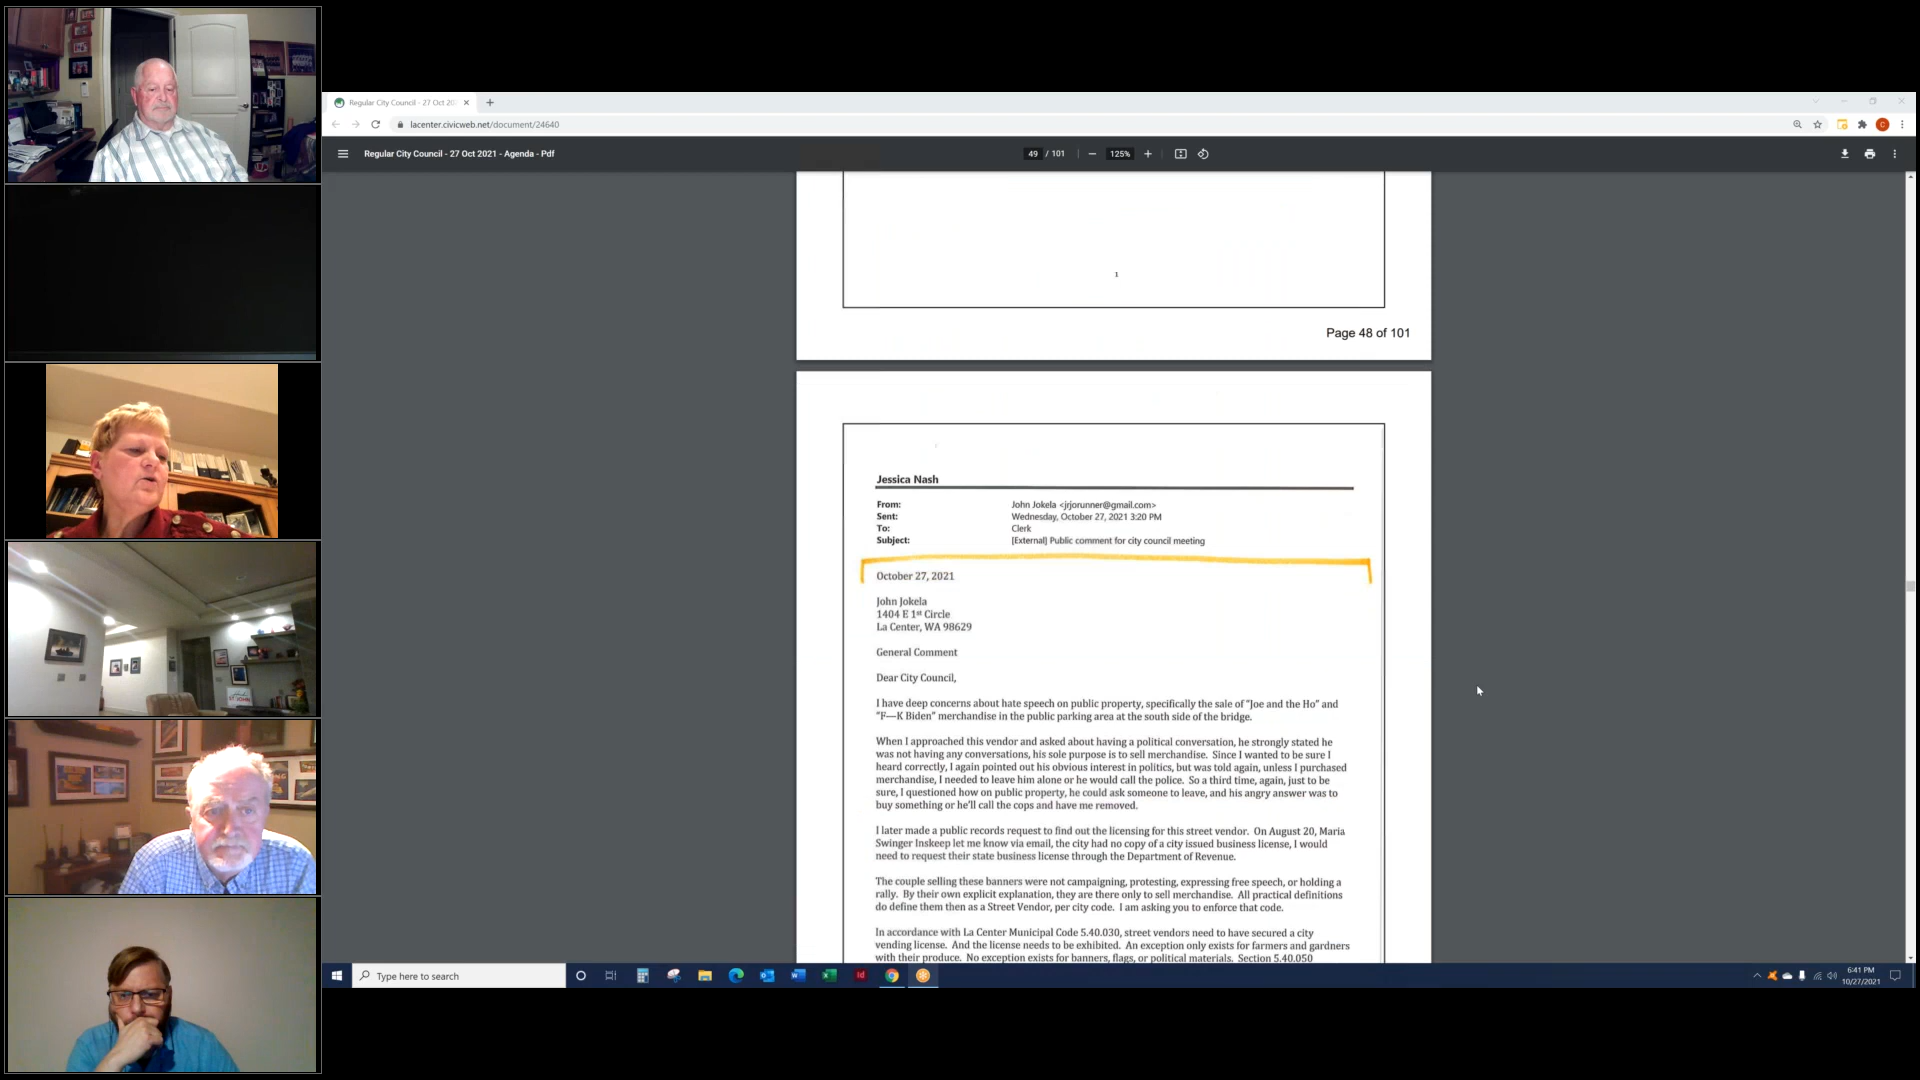 Regular City Council - 27 Oct 20
lacenter.civicweb.net/document/24640
Regular City Council - 27 Oct 2021 - Agenda - Pdf
49 / 101
125%
1
Page 48 of 101
Jessica Nash
From: John Jokela <jrjorunner@gmail.com>
Sent: Wednesday, October 27, 2021 3:20 PM
To: Clerk
Subject: [External] Public comment for city council meeting
October 27, 2021
John Jokela
1404 E 1st Circle
La Center, WA 98629
General Comment
Dear City Council,
I have deep concerns about hate speech on public property, specifically the sale of "Joe and the Ho" and
"F—K Biden" merchandise in the public parking area at the south side of the bridge.
When I approached this vendor and asked about having a political conversation, he strongly stated he
was not having any conversations, his sole purpose is to sell merchandise. Since I wanted to be sure I
heard correctly, I again pointed out his obvious interest in politics, but was told again, unless I purchased
merchandise, I needed to leave him alone or he would call the police. So a third time, again, just to be
sure, I questioned how on public property, he could ask someone to leave, and his angry answer was to
buy something or he'll call the cops and have me removed.
I later made a public records request to find out the licensing for this street vendor. On August 20, Maria
Swinger Inskeep let me know via email, the city had no copy of a city issued business license, I would
need to request their state business license through the Department of Revenue.
The couple selling these banners were not campaigning, protesting, expressing free speech, or holding a
rally. By their own explicit explanation, they are there only to sell merchandise. All practical definitions
do define them then as a Street Vendor, per city code. I am asking you to enforce that code.
In accordance with La Center Municipal Code 5.40.030, street vendors need to have secured a city
vending license. And the license needs to be exhibited. An exception only exists for farmers and gardners
with their produce. No exception exists for banners, flags, or political materials. Section 5.40.050
Type here to search
6:41 PM
10/27/2021